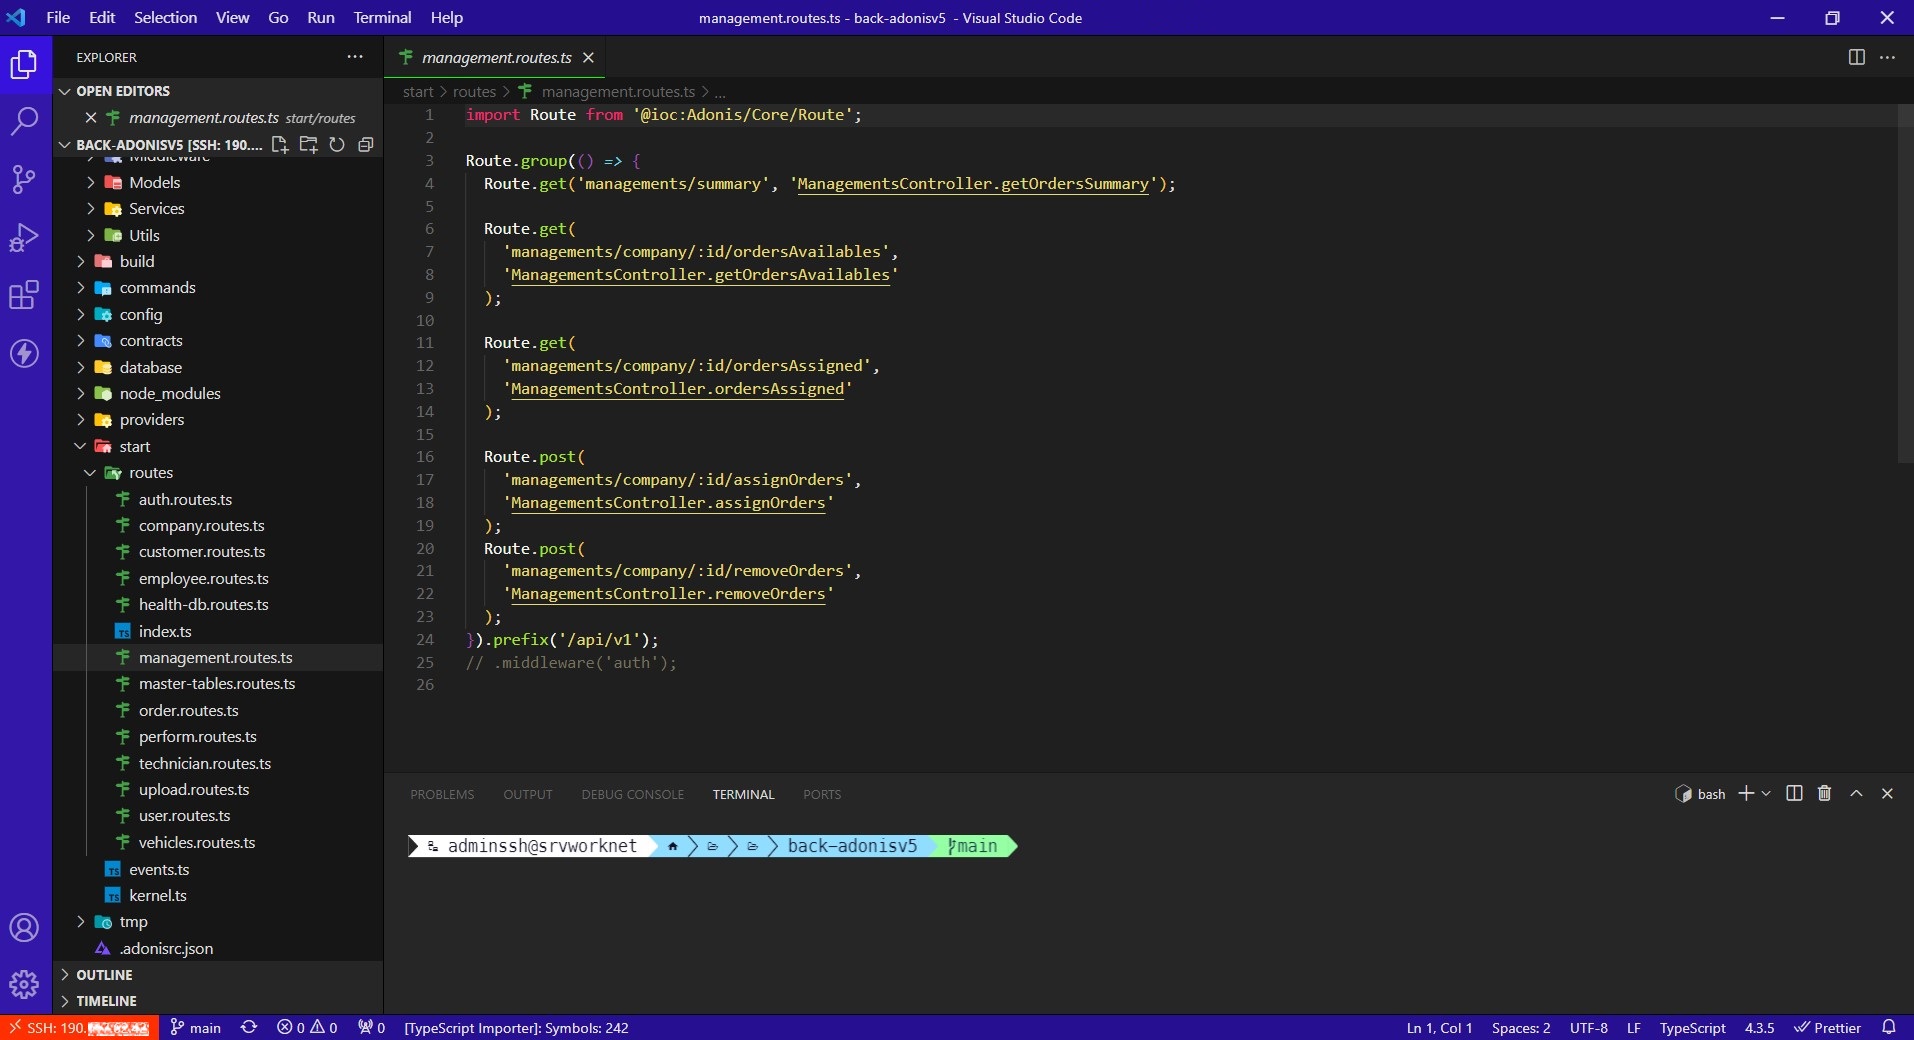 File Edit Selection View Go Run Terminal Help
management.routes.ts - back-adonisv5 - Visual Studio Code
EXPLORER
OPEN EDITORS
management.routes.ts start/routes
BACK-ADONISV5 [SSH: 190....
Middleware
Models
Services
Utils
build
commands
config
contracts
database
node_modules
providers
start
routes
auth.routes.ts
company.routes.ts
customer.routes.ts
employee.routes.ts
health-db.routes.ts
index.ts
management.routes.ts
master-tables.routes.ts
order.routes.ts
perform.routes.ts
technician.routes.ts
upload.routes.ts
user.routes.ts
vehicles.routes.ts
events.ts
kernel.ts
tmp
.adonisrc.json
OUTLINE
TIMELINE
management.routes.ts
start > routes > management.routes.ts > ...
1 import Route from '@ioc:Adonis/Core/Route';
2
3 Route.group(() => {
4 Route.get('managements/summary', 'ManagementsController.getOrdersSummary');
5
6 Route.get(
7 'managements/company/:id/ordersAvailables',
8 'ManagementsController.getOrdersAvailables'
9 );
10
11 Route.get(
12 'managements/company/:id/ordersAssigned',
13 'ManagementsController.ordersAssigned'
14 );
15
16 Route.post(
17 'managements/company/:id/assignOrders',
18 'ManagementsController.assignOrders'
19 );
20 Route.post(
21 'managements/company/:id/removeOrders',
22 'ManagementsController.removeOrders'
23 );
24 }).prefix('/api/v1');
25 // .middleware('auth');
26
PROBLEMS OUTPUT DEBUG CONSOLE TERMINAL PORTS
bash
adminssh@srvworknet back-adonisv5 main
SSH: 190. main 0 0 0 [TypeScript Importer]: Symbols: 242
Ln 1, Col 1 Spaces: 2 UTF-8 LF TypeScript 4.3.5 Prettier